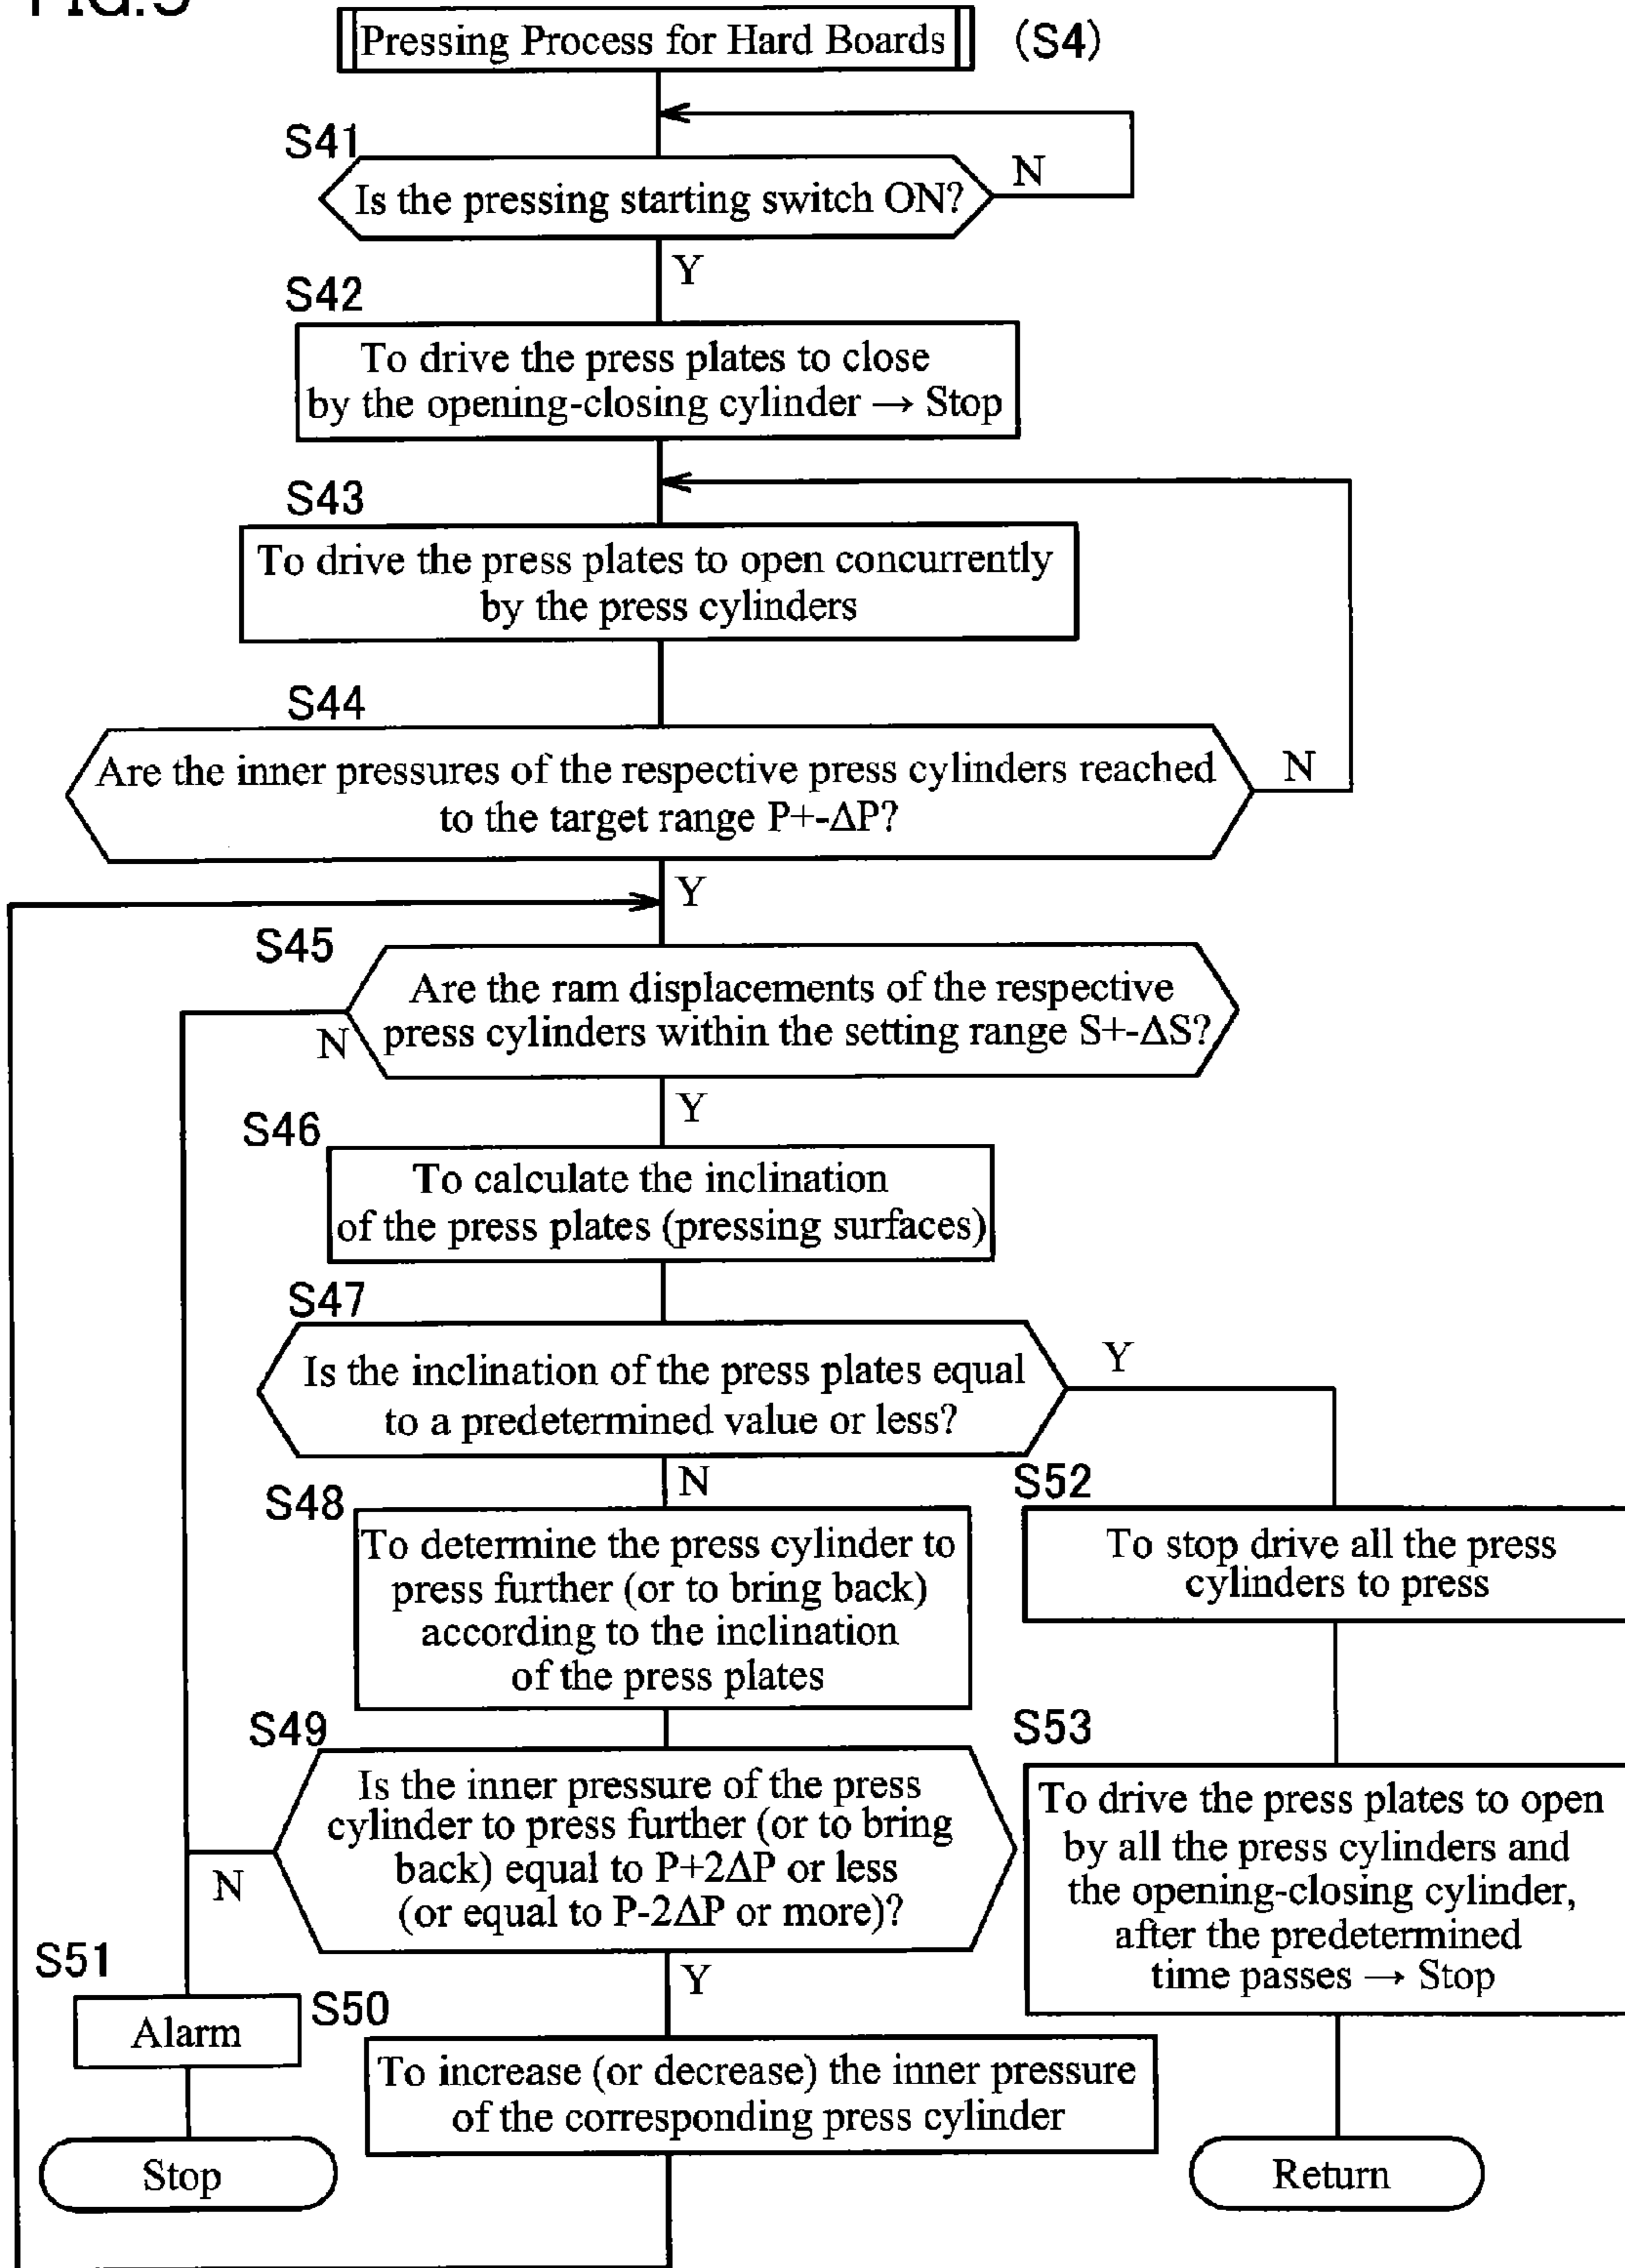 FIG.5
Pressing Process for Hard Boards (S4)
S41
Is the pressing starting switch ON?
N
Y
S42
To drive the press plates to close
by the opening-closing cylinder → Stop
S43
To drive the press plates to open concurrently
by the press cylinders
S44
Are the inner pressures of the respective press cylinders reached
to the target range P+-ΔP?
N
Y
S45
Are the ram displacements of the respective
press cylinders within the setting range S+-ΔS?
N
Y
S46
To calculate the inclination
of the press plates (pressing surfaces)
S47
Is the inclination of the press plates equal
to a predetermined value or less?
Y
N
S48
To determine the press cylinder to
press further (or to bring back)
according to the inclination
of the press plates
S52
To stop drive all the press
cylinders to press
S49
Is the inner pressure of the press
cylinder to press further (or to bring
back) equal to P+2ΔP or less
(or equal to P-2ΔP or more)?
N
Y
S53
To drive the press plates to open
by all the press cylinders and
the opening-closing cylinder,
after the predetermined
time passes → Stop
S51
Alarm
S50
To increase (or decrease) the inner pressure
of the corresponding press cylinder
Stop
Return